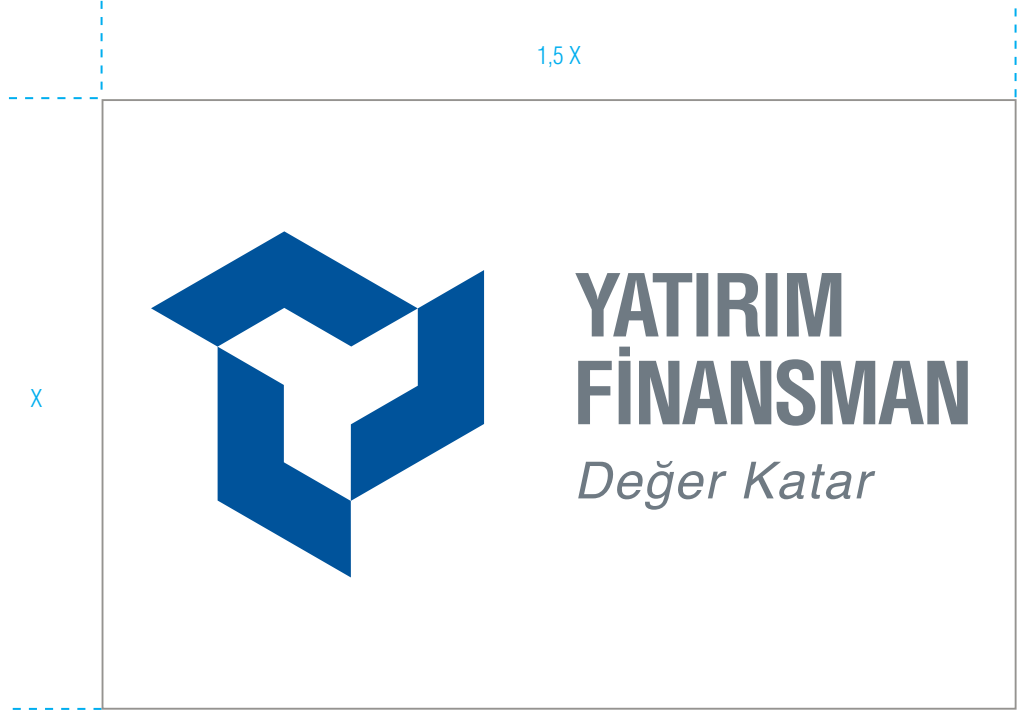 1,5 X
X
YATIRIM
FİNANSMAN
Değer Katar